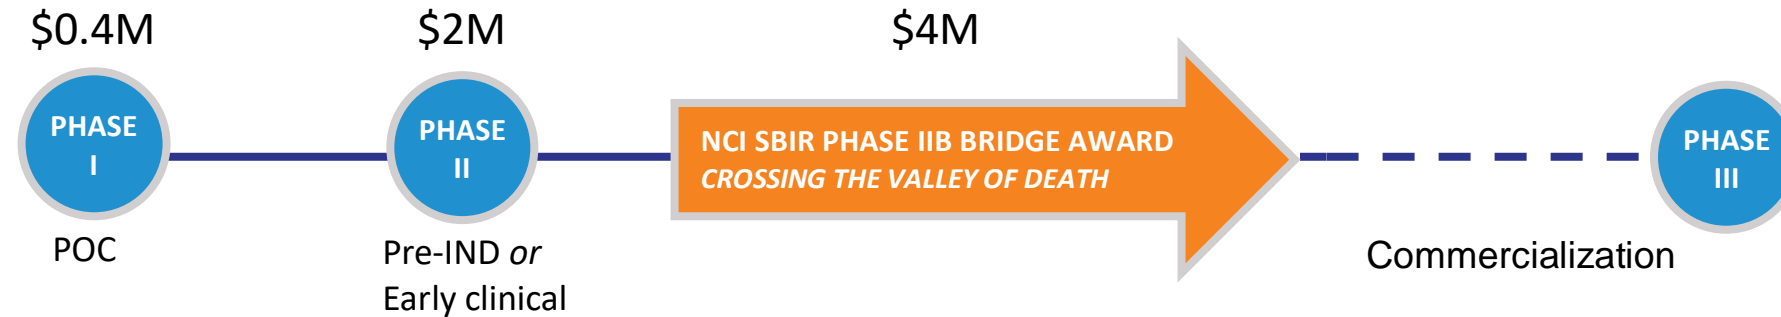 $0.4M
$2M
$4M
PHASE
I
PHASE
II
NCI SBIR PHASE IIB BRIDGE AWARD
CROSSING THE VALLEY OF DEATH
PHASE
III
POC
Pre-IND or
Early clinical
Commercialization